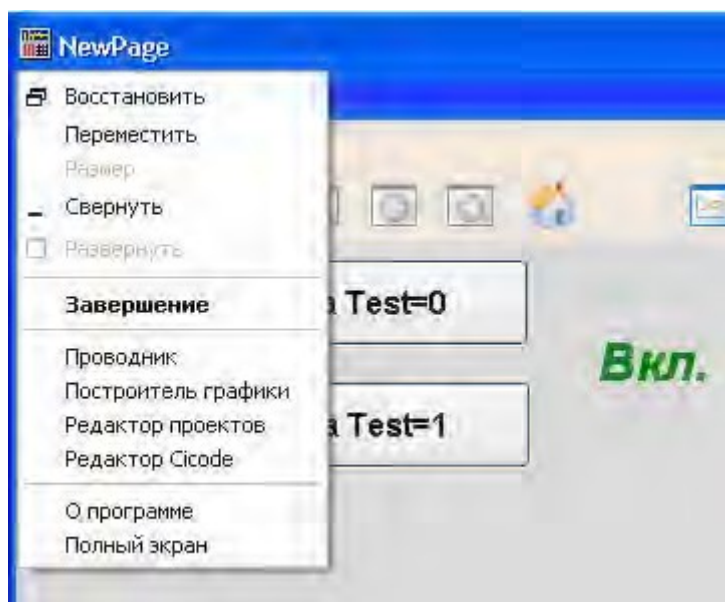 NewPage
Восстановить
Переместить
Размер
Свернуть
Развернуть
Завершение
а Test=0
Вкл.
Проводник
Построитель графики
Редактор проектов
а Test=1
Редактор Cicode
О программе
Полный экран